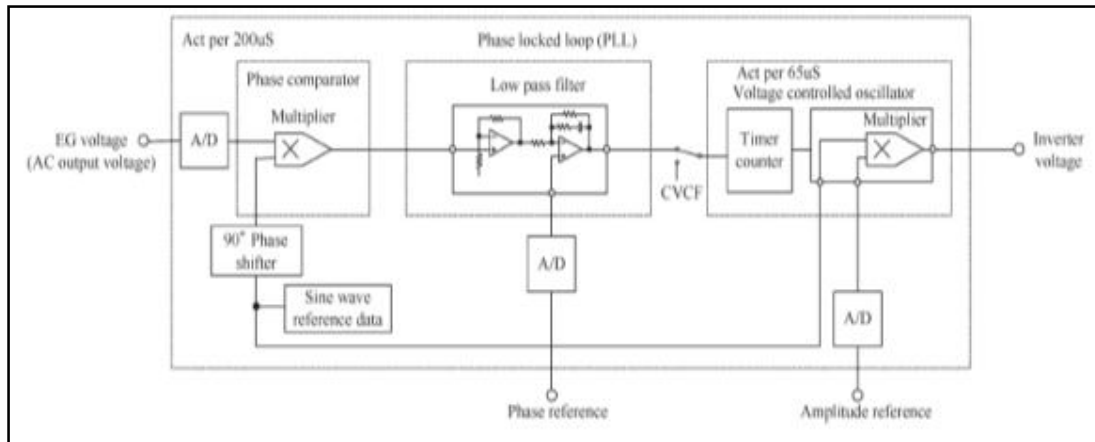 Act per 200uS
Phase locked loop (PLL)
Phase comparator
Multiplier
Low pass filter
Act per 65uS
Voltage controlled oscillator
Multiplier
EG voltage
(AC output voltage)
A/D
Timer
counter
Inverter
voltage
CVCF
90° Phase
shifter
A/D
Sine wave
reference data
A/D
Phase reference
Amplitude reference